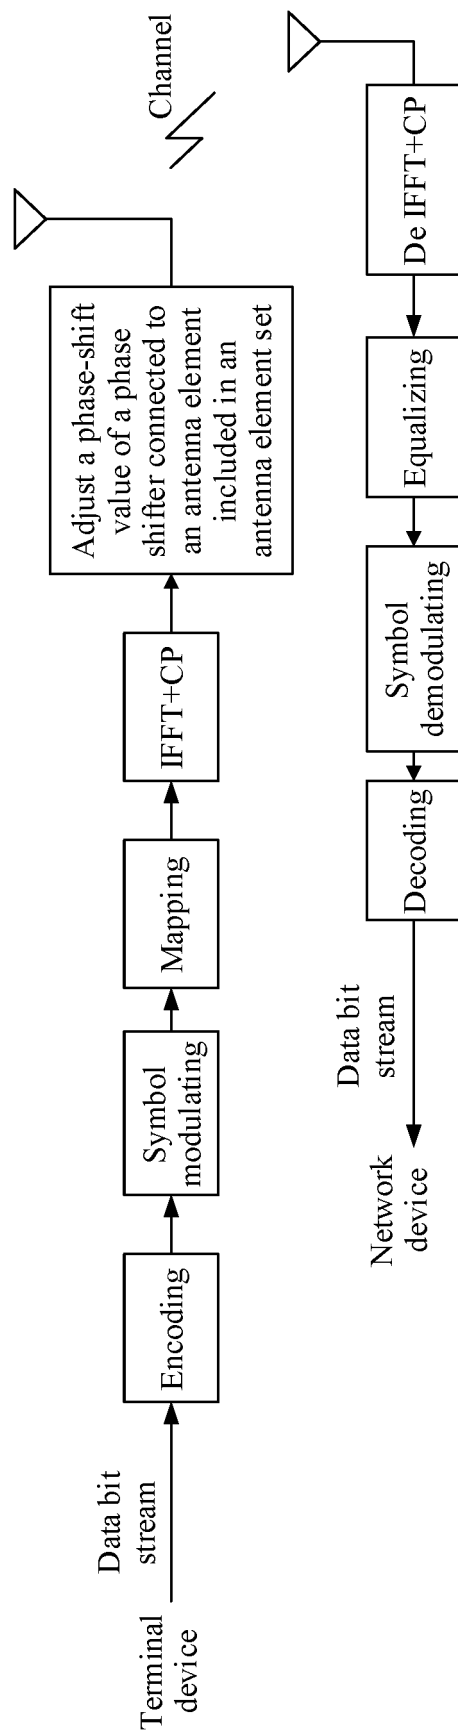 Terminal
device
Data bit
stream
Encoding
Symbol
modulating
Mapping
IFFT+CP
Adjust a phase-shift
value of a phase
shifter connected to
an antenna element
included in an
antenna element set
Channel
De IFFT+CP
Equalizing
Symbol
demodulating
Decoding
Data bit
stream
Network
device